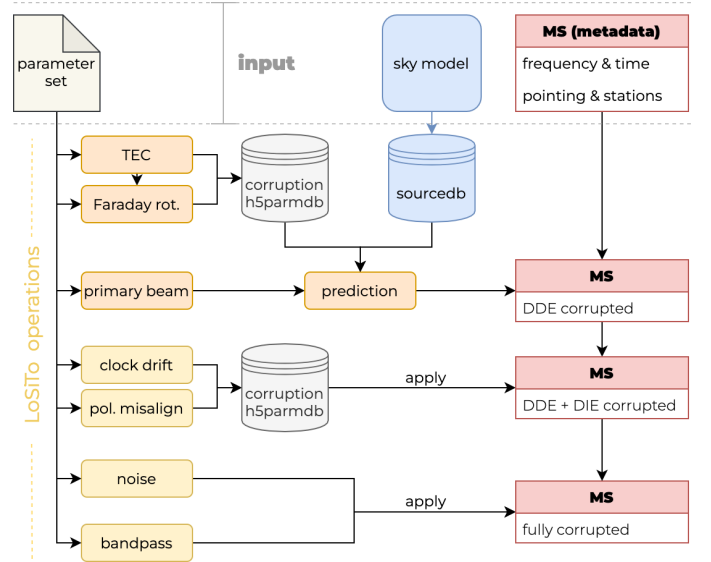 MS (metadata)
parameter
set
input
sky model
frequency & time
pointing & stations
TEC
Faraday rot.
corruption
h5parmdb
sourcedb
LoSiTo operations
primary beam
prediction
MS
DDE corrupted
clock drift
pol. misalign
corruption
h5parmdb
apply
MS
DDE + DIE corrupted
noise
bandpass
apply
MS
fully corrupted